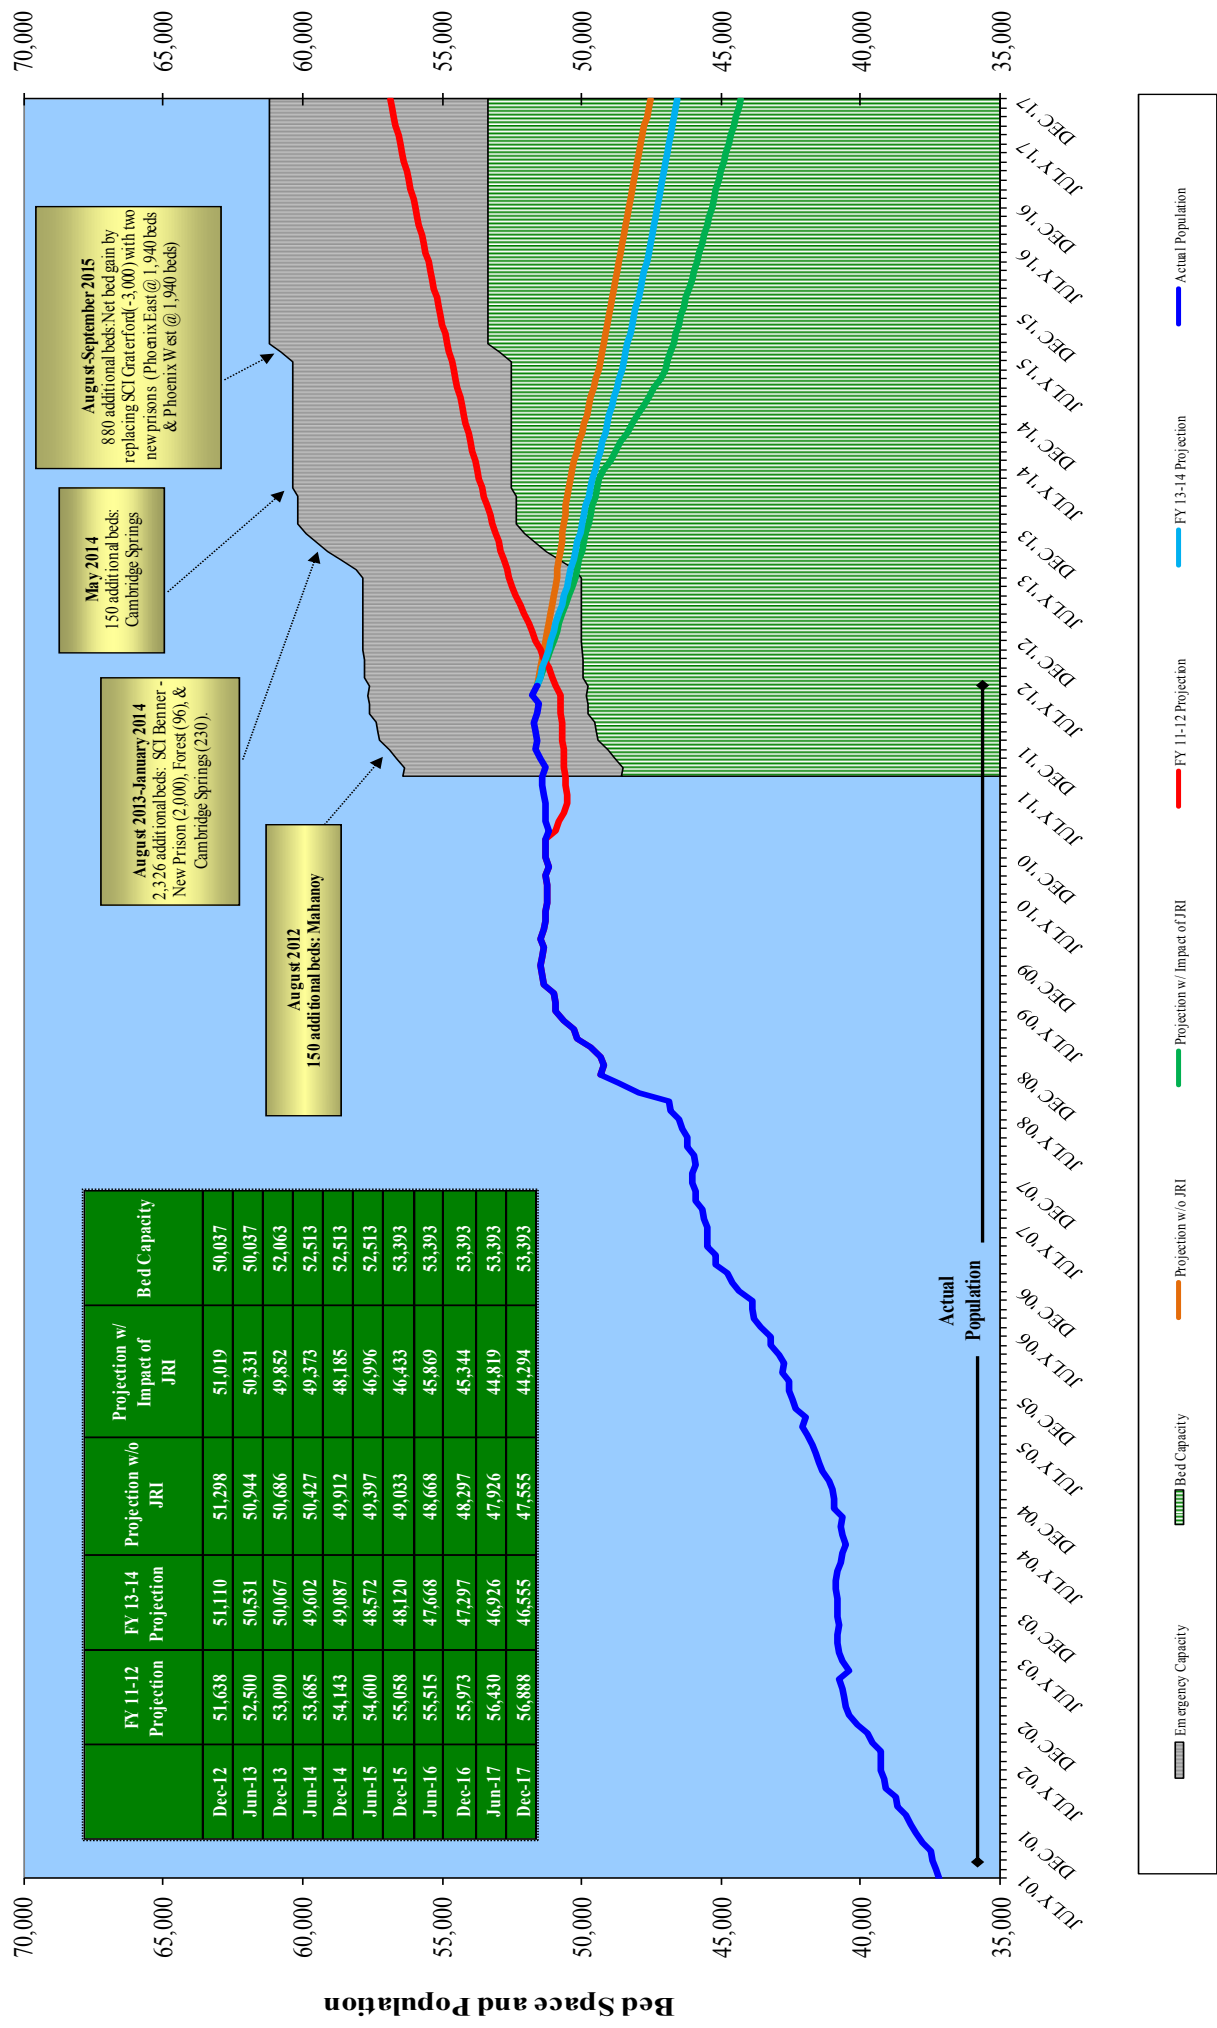 Bed Space and Population
70,000
65,000
60,000
55,000
50,000
45,000
40,000
35,000
70,000
65,000
60,000
55,000
50,000
45,000
40,000
35,000
FY 11-12 Projection	FY 13-14 Projection	Projection w/o JRI	Projection w/ Impact of JRI	Bed Capacity
Dec-12	51,638	51,110	51,298	51,019	50,037
Jun-13	52,500	50,531	50,944	50,331	50,037
Dec-13	53,090	50,067	50,686	49,852	52,063
Jun-14	53,685	49,602	50,427	49,373	52,513
Dec-14	54,143	49,087	49,912	48,185	52,513
Jun-15	54,600	48,572	49,397	46,996	52,513
Dec-15	55,058	48,120	49,033	46,433	53,393
Jun-16	55,515	47,668	48,668	45,869	53,393
Dec-16	55,973	47,297	48,297	45,344	53,393
Jun-17	56,430	46,926	47,926	44,819	53,393
Dec-17	56,888	46,555	47,555	44,294	53,393
August 2012
150 additional beds: Mahanoy
August 2013-January 2014
2,326 additional beds: SCI Benner -
New Prison (2,000), Forest (96), &
Cambridge Springs (230).
May 2014
150 additional beds:
Cambridge Springs
August-September 2015
880 additional beds: Net bed gain by
replacing SCI Graterford(-3,000) with two
new prisons (Phoenix East @ 1,940 beds
& Phoenix West @ 1,940 beds)
Actual
Population
JULY '01
DEC '01
JULY '02
DEC '02
JULY '03
DEC '03
JULY '04
DEC '04
JULY '05
DEC '05
JULY '06
DEC '06
JULY '07
DEC '07
JULY '08
DEC '08
JULY '09
DEC '09
JULY '10
DEC '10
JULY '11
DEC '11
JULY '12
DEC '12
JULY '13
DEC '13
JULY '14
DEC '14
JULY '15
DEC '15
JULY '16
DEC '16
JULY '17
DEC '17
Emergency Capacity
Bed Capacity
Projection w/o JRI
Projection w/ Impact of JRI
FY 11-12 Projection
FY 13-14 Projection
Actual Population